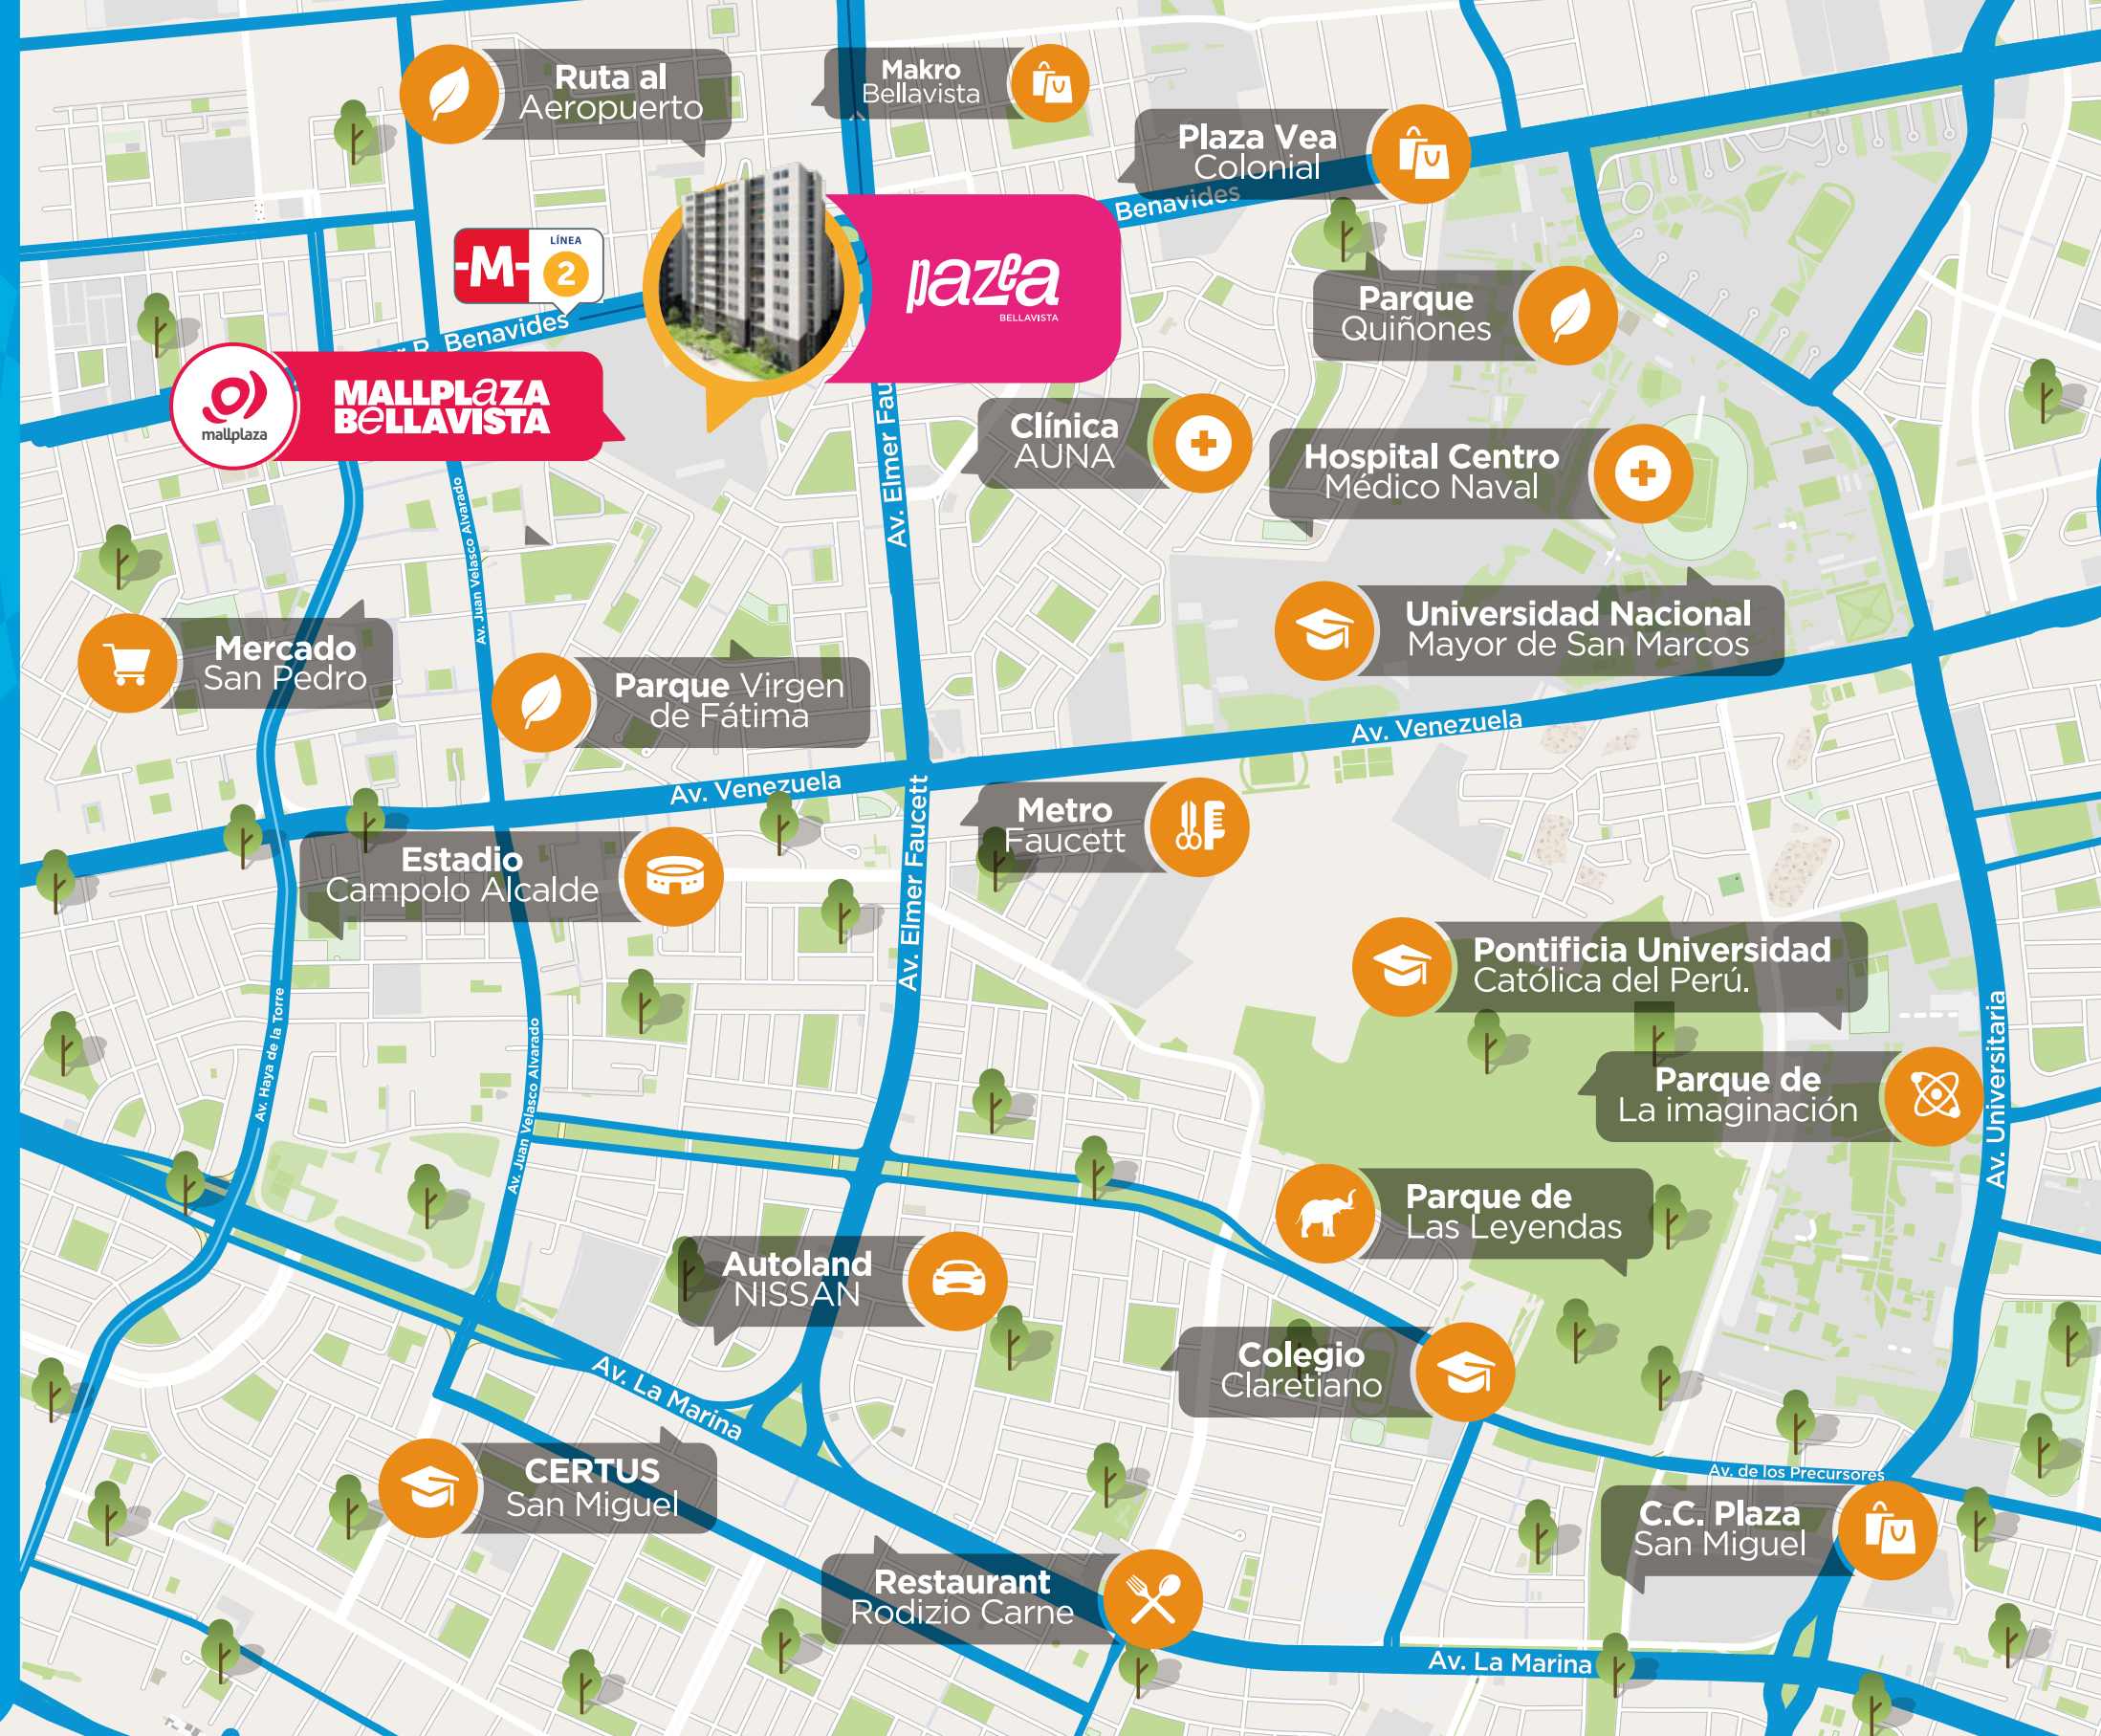 Ruta al
Aeropuerto
Makro
Bellavista
Plaza Vea
Colonial
Benavides
LÍNEA
M
2
pazea
BELLAVISTA
Parque
Quiñones
R. Benavides
mallplaza
MALLPLAZA
BELLAVISTA
Clínica
AUNA
Hospital Centro
Médico Naval
Av. Elmer Fau
Av. Juan Velasco Alvarado
Universidad Nacional
Mayor de San Marcos
Mercado
San Pedro
Parque Virgen
de Fátima
Av. Venezuela
Av. Venezuela
Metro
Faucett
Av. Elmer Faucett
Estadio
Campolo Alcalde
Pontificia Universidad
Católica del Perú.
Av. Haya de la Torre
Av. Juan Velasco Alvarado
Parque de
La imaginación
Av. Universitaria
Parque de
Las Leyendas
Autoland
NISSAN
Colegio
Claretiano
Av. La Marina
CERTUS
San Miguel
Av. de los Precursores
C.C. Plaza
San Miguel
Restaurant
Rodizio Carne
Av. La Marina